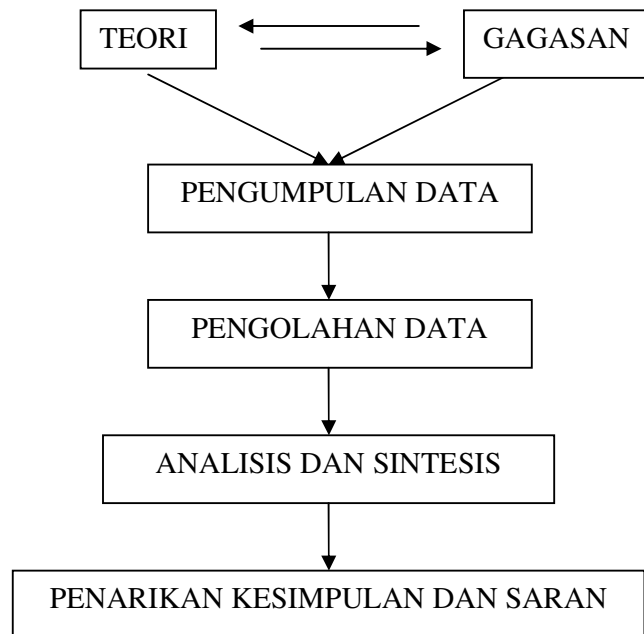 TEORI
GAGASAN
PENGUMPULAN DATA
PENGOLAHAN DATA
ANALISIS DAN SINTESIS
PENARIKAN KESIMPULAN DAN SARAN